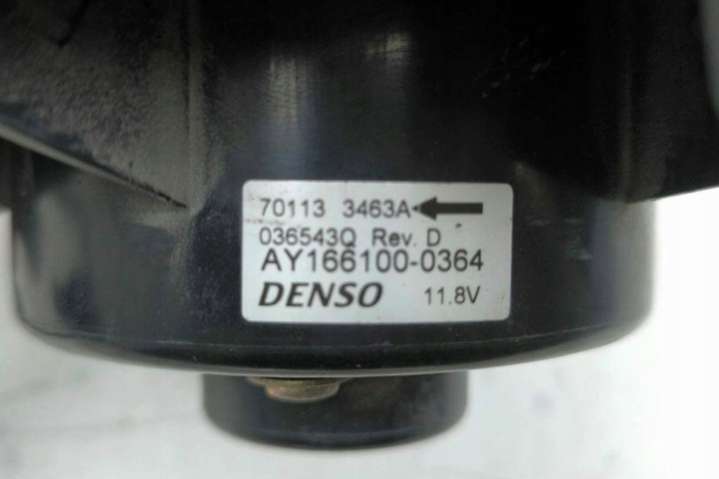 70113 3463A
036543Q Rev. D
AY166100-0364
DENSO 11.8V